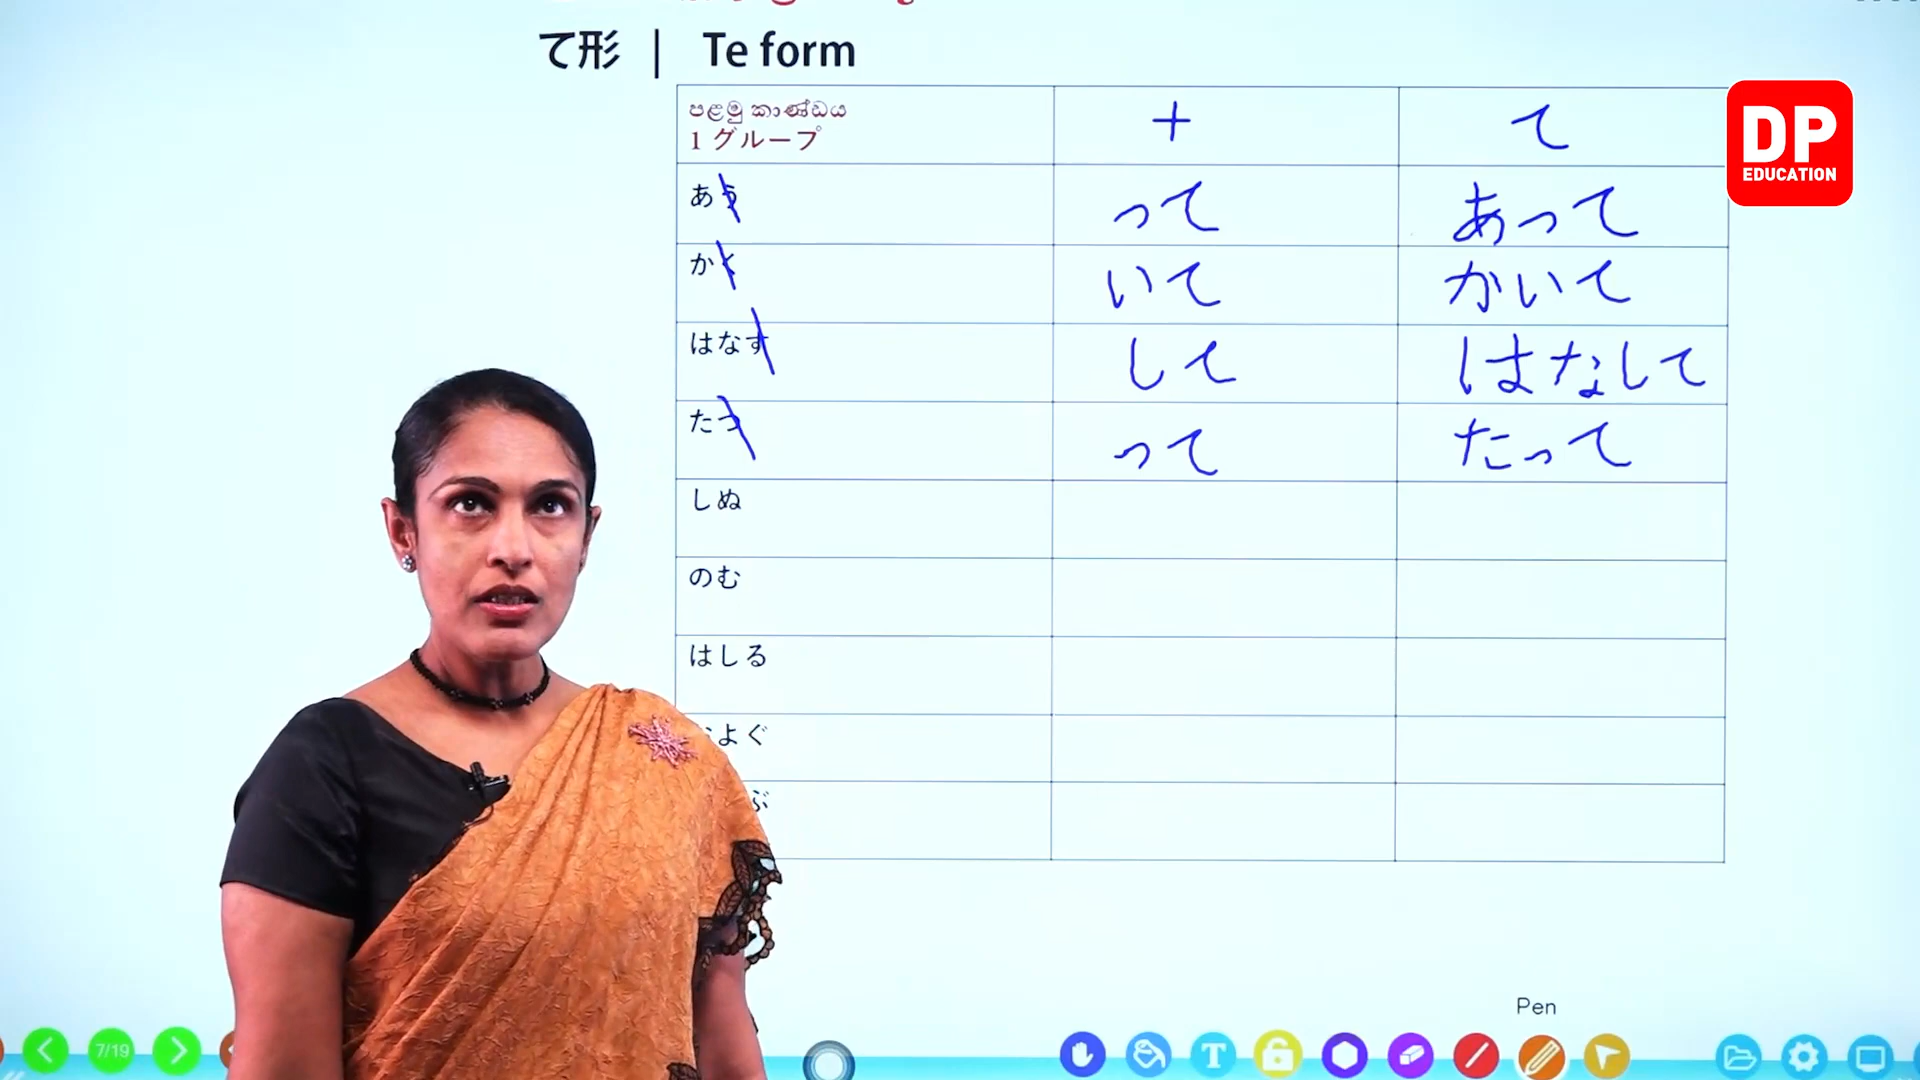 て形 | Te form
පළමු කාණ්ඩය
1 グループ
+
て
DP
EDUCATION
あう
って
あって
かく
いて
かいて
はなす
して
はなして
たつ
って
たって
しぬ
のむ
はしる
よぐ
ぶ
Pen
7/19
T